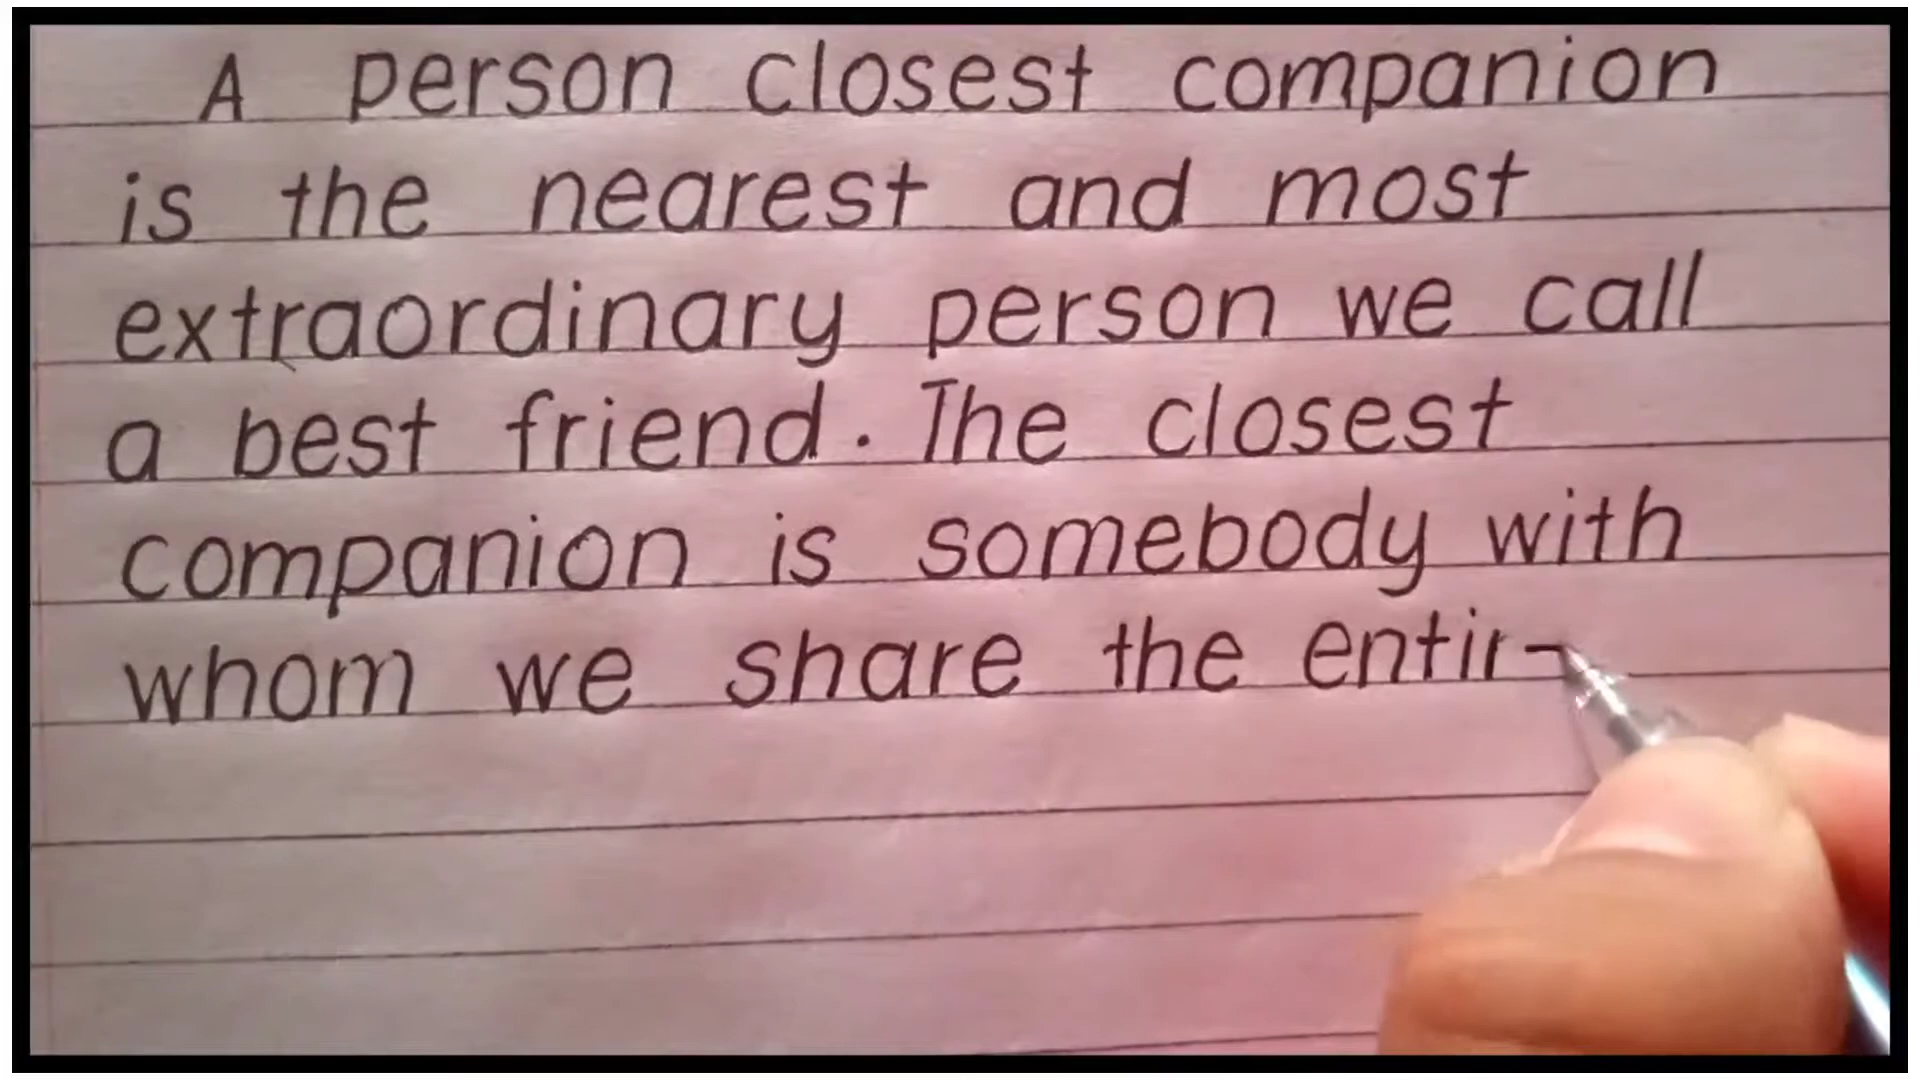 A person closest companion
is the nearest and most
extraordinary person we call
a best friend. The closest
companion is somebody with
whom we share the entir-